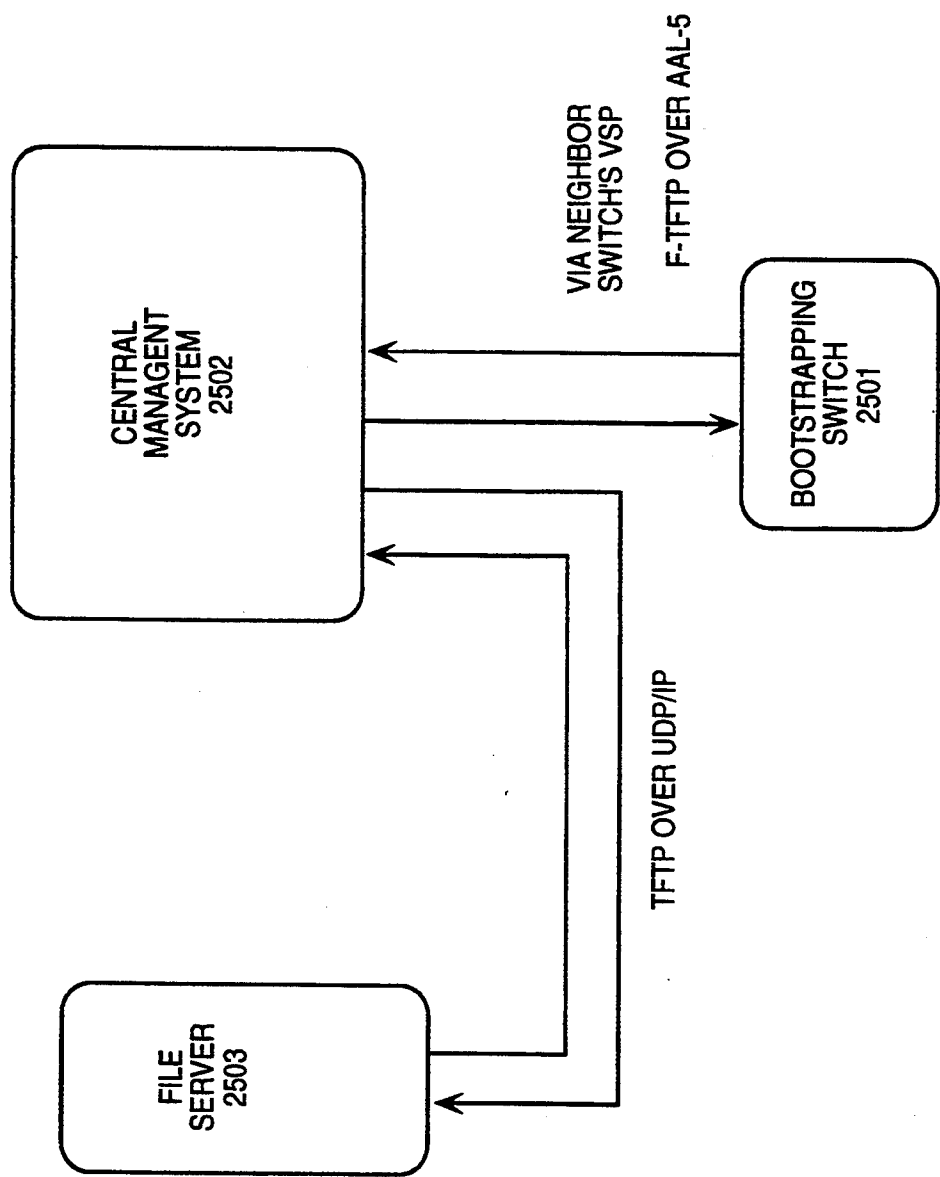 FILE
SERVER
2503
CENTRAL
MANAGENT
SYSTEM
2502
TFTP OVER UDP/IP
VIA NEIGHBOR
SWITCH'S VSP
F-TFTP OVER AAL-5
BOOTSTRAPPING
SWITCH
2501